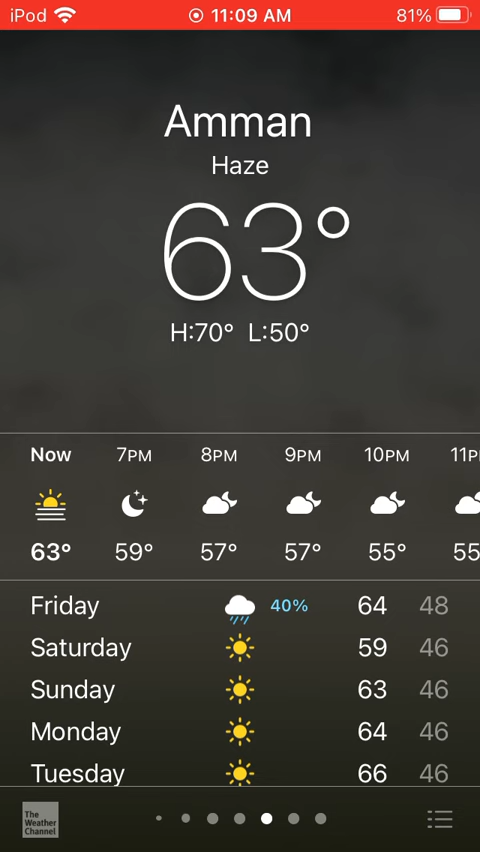 iPod 11:09 AM 81%
Amman
Haze
63°
H:70° L:50°
Now 7PM 8PM 9PM 10PM 11P
63° 59° 57° 57° 55° 55
Friday 40% 64 48
Saturday 59 46
Sunday 63 46
Monday 64 46
Tuesday 66 46
The
Weather
Channel